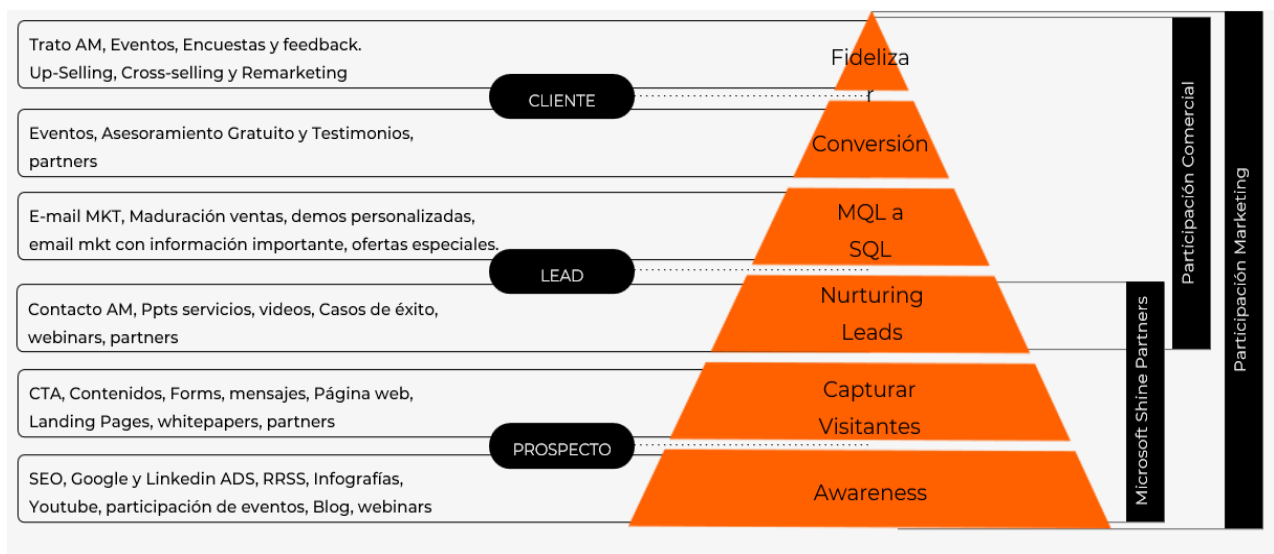 Trato AM, Eventos, Encuestas y feedback.
Up-Selling, Cross-selling y Remarketing
Fideliza
r
CLIENTE
Eventos, Asesoramiento Gratuito y Testimonios,
partners
Conversión
E-mail MKT, Maduración ventas, demos personalizadas,
email mkt con información importante, ofertas especiales.
MQL a
SQL
LEAD
Contacto AM, Ppts servicios, videos, Casos de éxito,
webinars, partners
Nurturing
Leads
CTA, Contenidos, Forms, mensajes, Página web,
Landing Pages, whitepapers, partners
Capturar
Visitantes
PROSPECTO
SEO, Google y Linkedin ADS, RRSS, Infografías,
Youtube, participación de eventos, Blog, webinars
Awareness
Microsoft Shine Partners
Participación Comercial
Participación Marketing